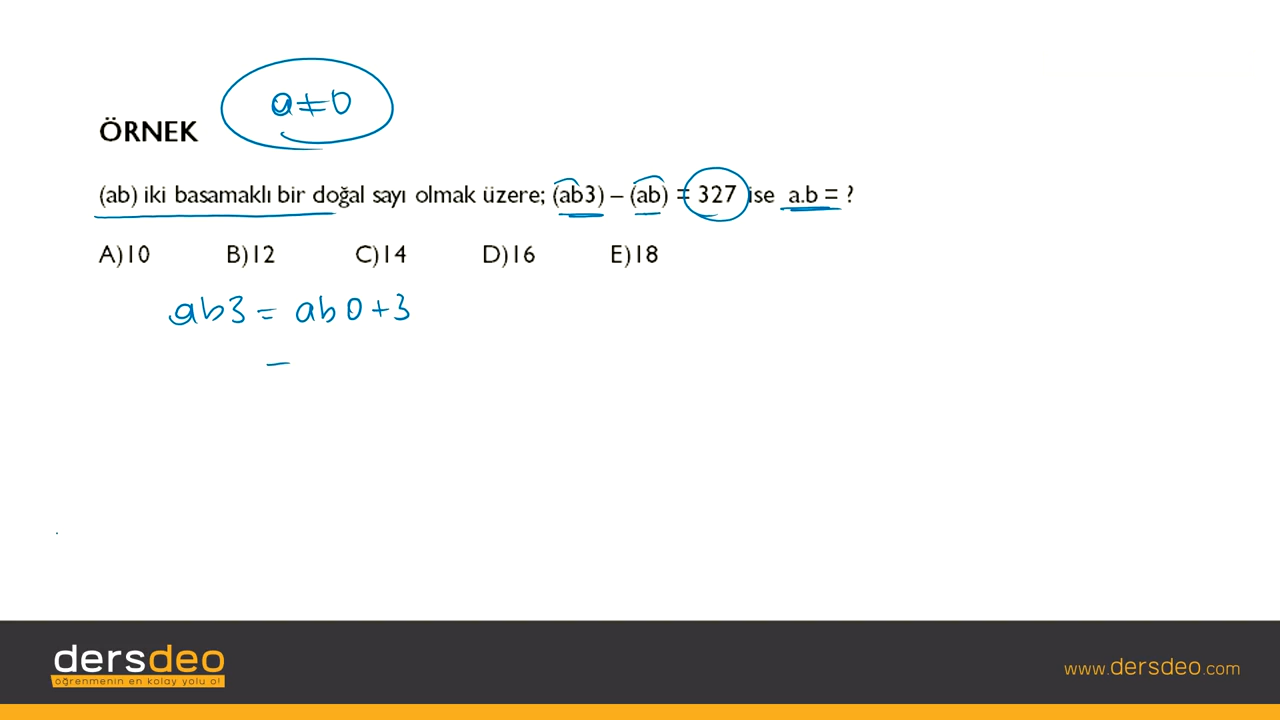 a≠0
ÖRNEK
(ab) iki basamaklı bir doğal sayı olmak üzere; (ab3) – (ab) = 327 ise a.b = ?
A)10 B)12 C)14 D)16 E)18
ab3 = ab0+3
=
dersdeo
öğrenmenin en kolay yolu o!
www.dersdeo.com